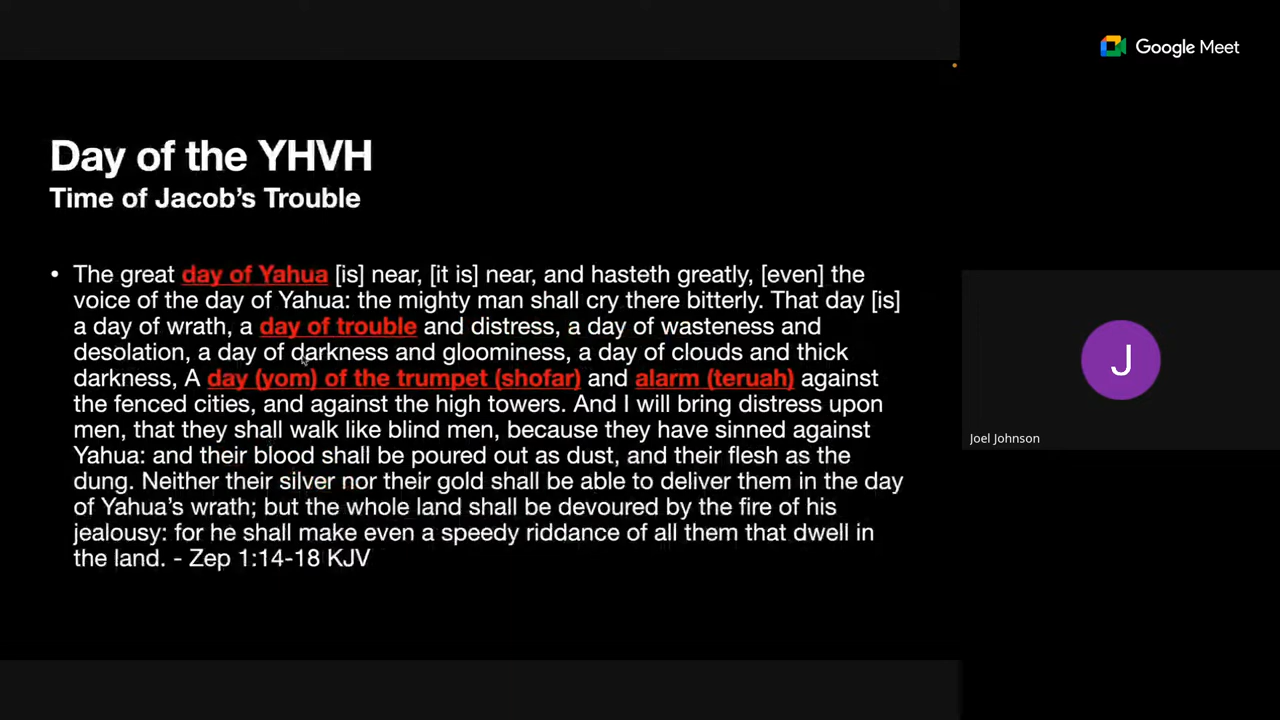 Google Meet
Day of the YHVH
Time of Jacob’s Trouble
• The great day of Yahua [is] near, [it is] near, and hasteth greatly, [even] the
voice of the day of Yahua: the mighty man shall cry there bitterly. That day [is]
a day of wrath, a day of trouble and distress, a day of wasteness and
desolation, a day of darkness and gloominess, a day of clouds and thick
darkness, A day (yom) of the trumpet (shofar) and alarm (teruah) against
the fenced cities, and against the high towers. And I will bring distress upon
men, that they shall walk like blind men, because they have sinned against
Yahua: and their blood shall be poured out as dust, and their flesh as the
dung. Neither their silver nor their gold shall be able to deliver them in the day
of Yahua’s wrath; but the whole land shall be devoured by the fire of his
jealousy: for he shall make even a speedy riddance of all them that dwell in
the land. - Zep 1:14-18 KJV
J
Joel Johnson